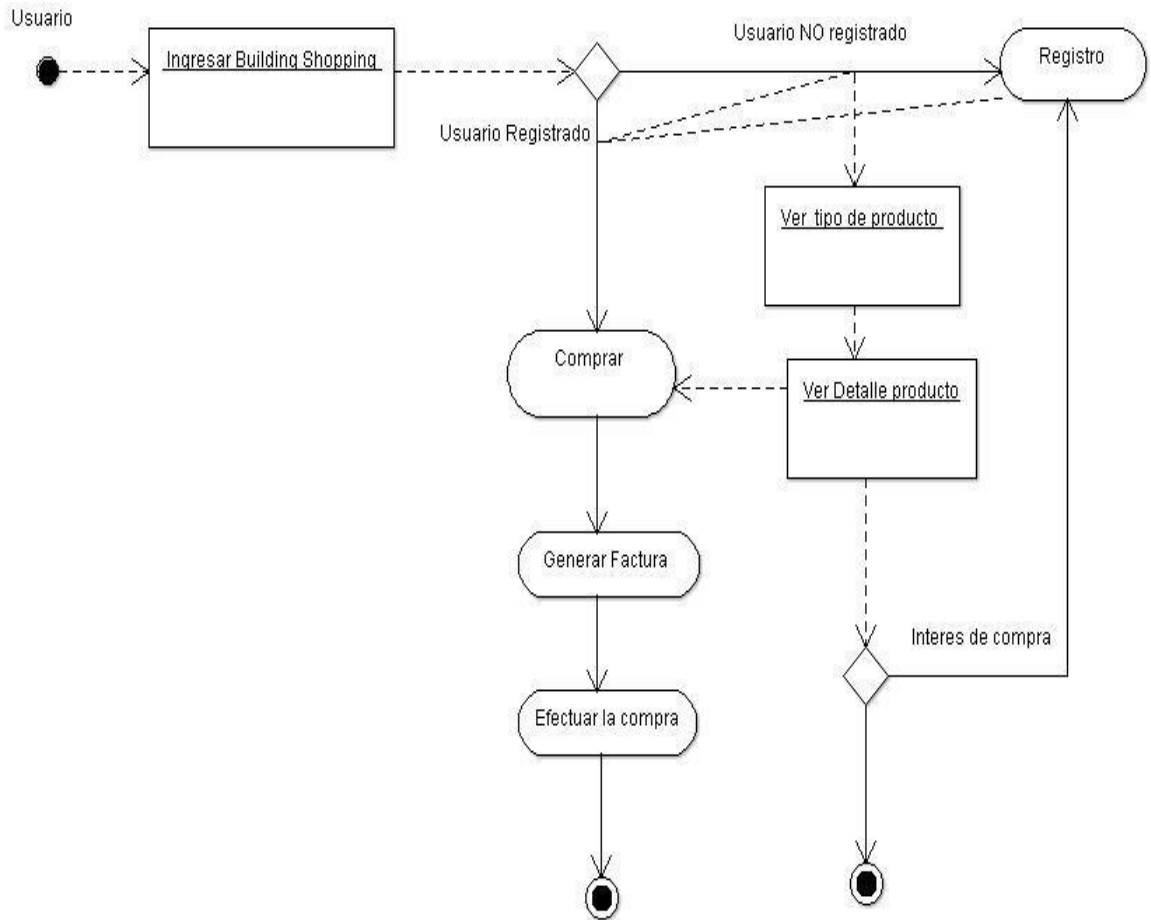 Usuario
Ingresar Building Shopping
Usuario NO registrado
Registro
Usuario Registrado
Ver tipo de producto
Comprar
Ver Detalle producto
Generar Factura
Interes de compra
Efectuar la compra